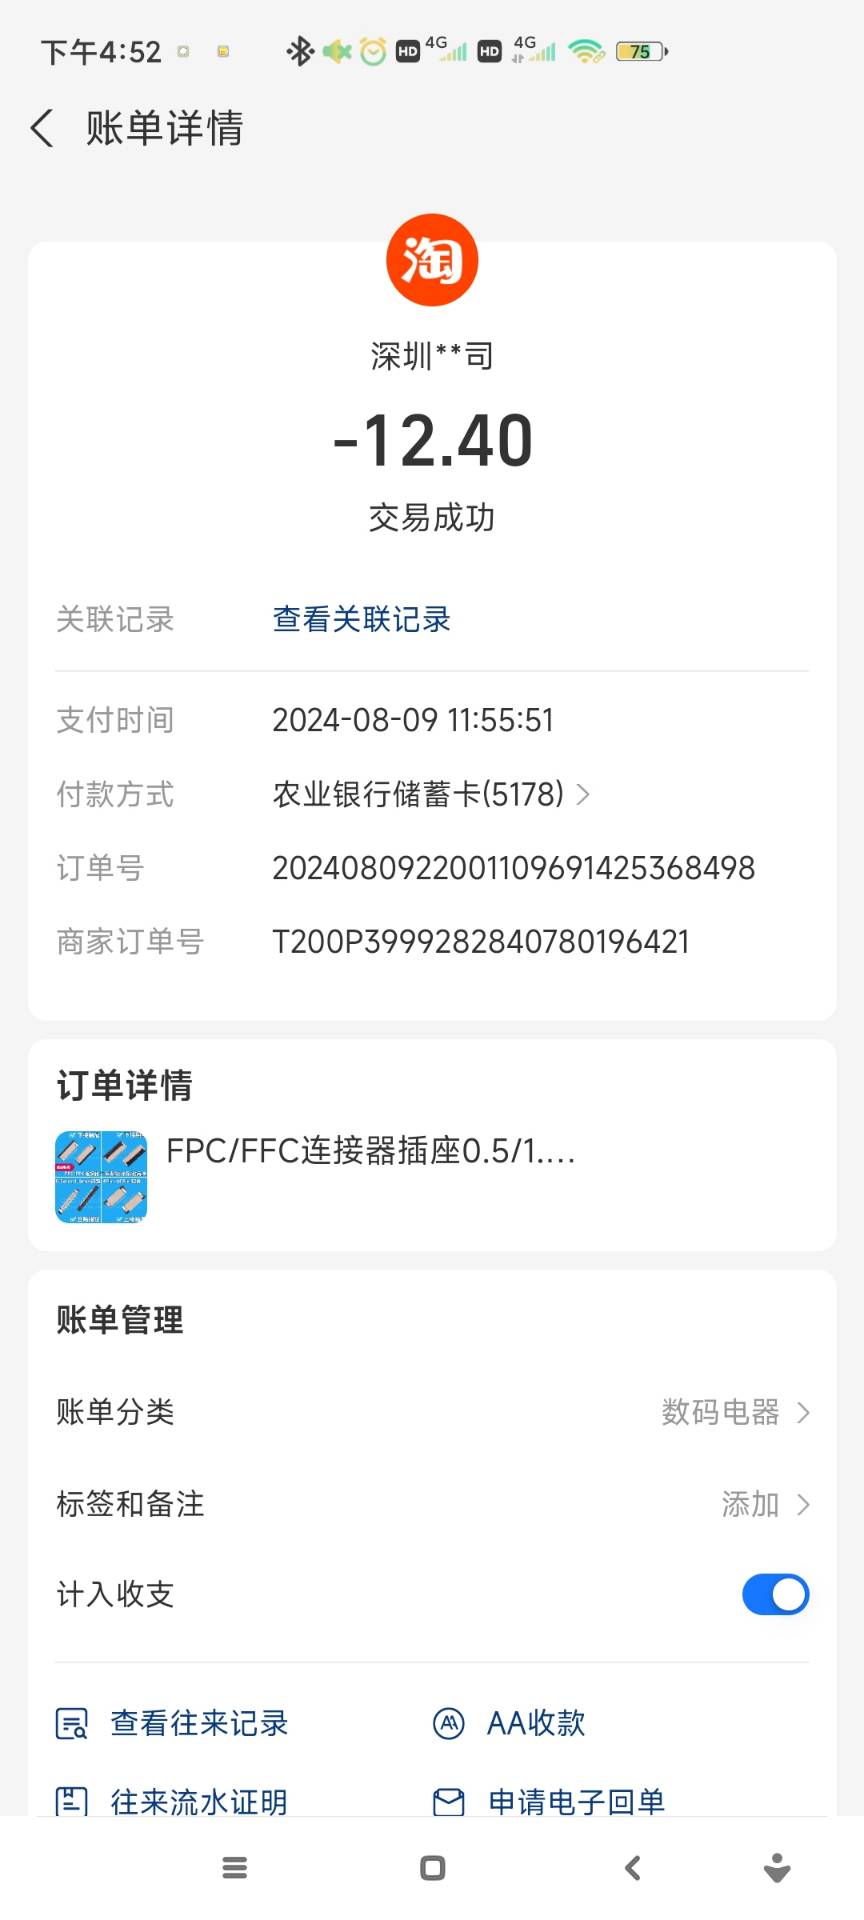 下午4:52
HD 4G HD 4G 75
账单详情
淘
深圳**司
-12.40
交易成功
关联记录 查看关联记录
支付时间 2024-08-09 11:55:51
付款方式 农业银行储蓄卡(5178)
订单号 2024080922001109691425368498
商家订单号 T200P3999282840780196421
订单详情
FPC/FFC连接器插座0.5/1....
账单管理
账单分类 数码电器
标签和备注 添加
计入收支
查看往来记录 AA收款
往来流水证明 申请电子回单